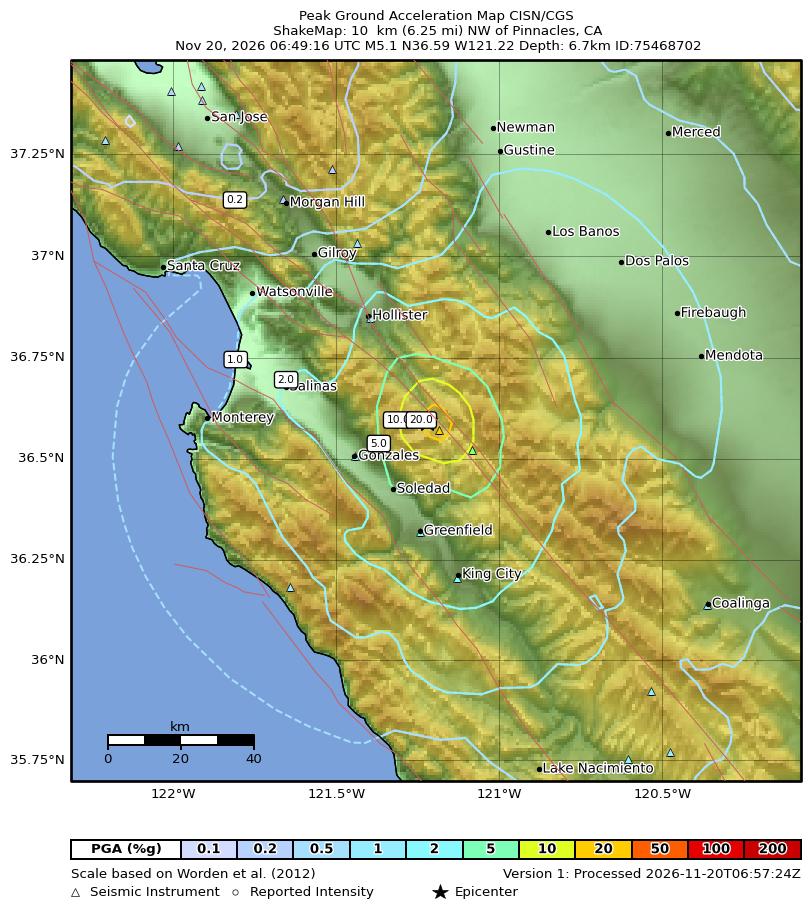 Peak Ground Acceleration Map CISN/CGS
ShakeMap: 10 km (6.25 mi) NW of Pinnacles, CA
Nov 20, 2026 06:49:16 UTC M5.1 N36.59 W121.22 Depth: 6.7km ID:75468702
San Jose
Newman
Merced
37.25°N
Gustine
0.2
Morgan Hill
Los Banos
37°N
Gilroy
Santa Cruz
Dos Palos
Watsonville
Hollister
Firebaugh
36.75°N
1.0
Mendota
2.0
Salinas
Monterey
10.0
20.0
5.0
36.5°N
Gonzales
Soledad
Greenfield
36.25°N
King City
Coalinga
36°N
km
0 20 40
35.75°N
Lake Nacimiento
122°W 121.5°W 121°W 120.5°W
PGA (%g) 0.1 0.2 0.5 1 2 5 10 20 50 100 200
Scale based on Worden et al. (2012)
Version 1: Processed 2026-11-20T06:57:24Z
△ Seismic Instrument ○ Reported Intensity ★ Epicenter